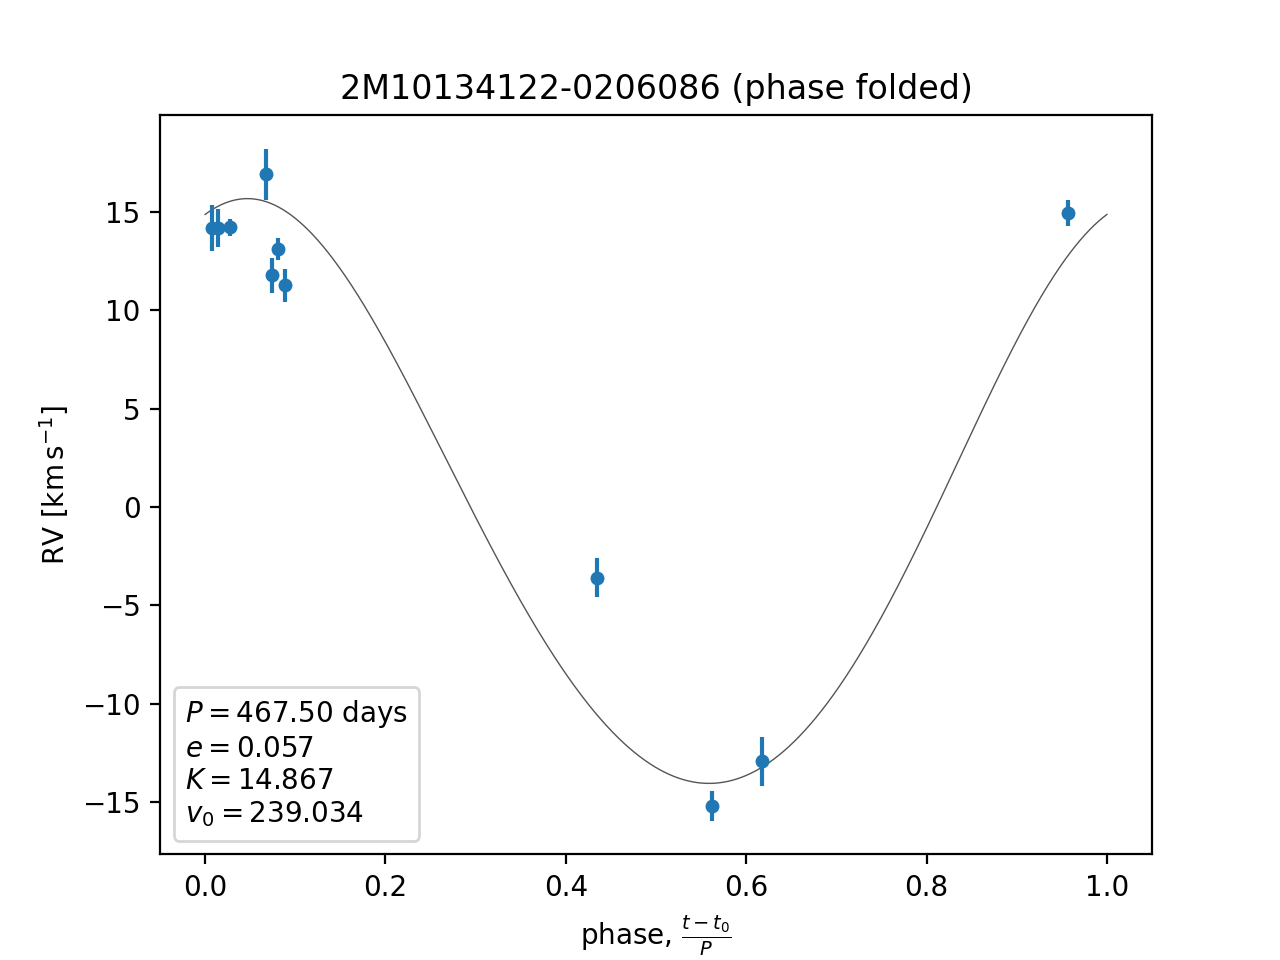 2M10134122-0206086 (phase folded)
15
10
5
0
−5
−10
−15
RV [km s⁻¹]
P = 467.50 days
e = 0.057
K = 14.867
v₀ = 239.034
0.0 0.2 0.4 0.6 0.8 1.0
phase, (t − t₀)/P